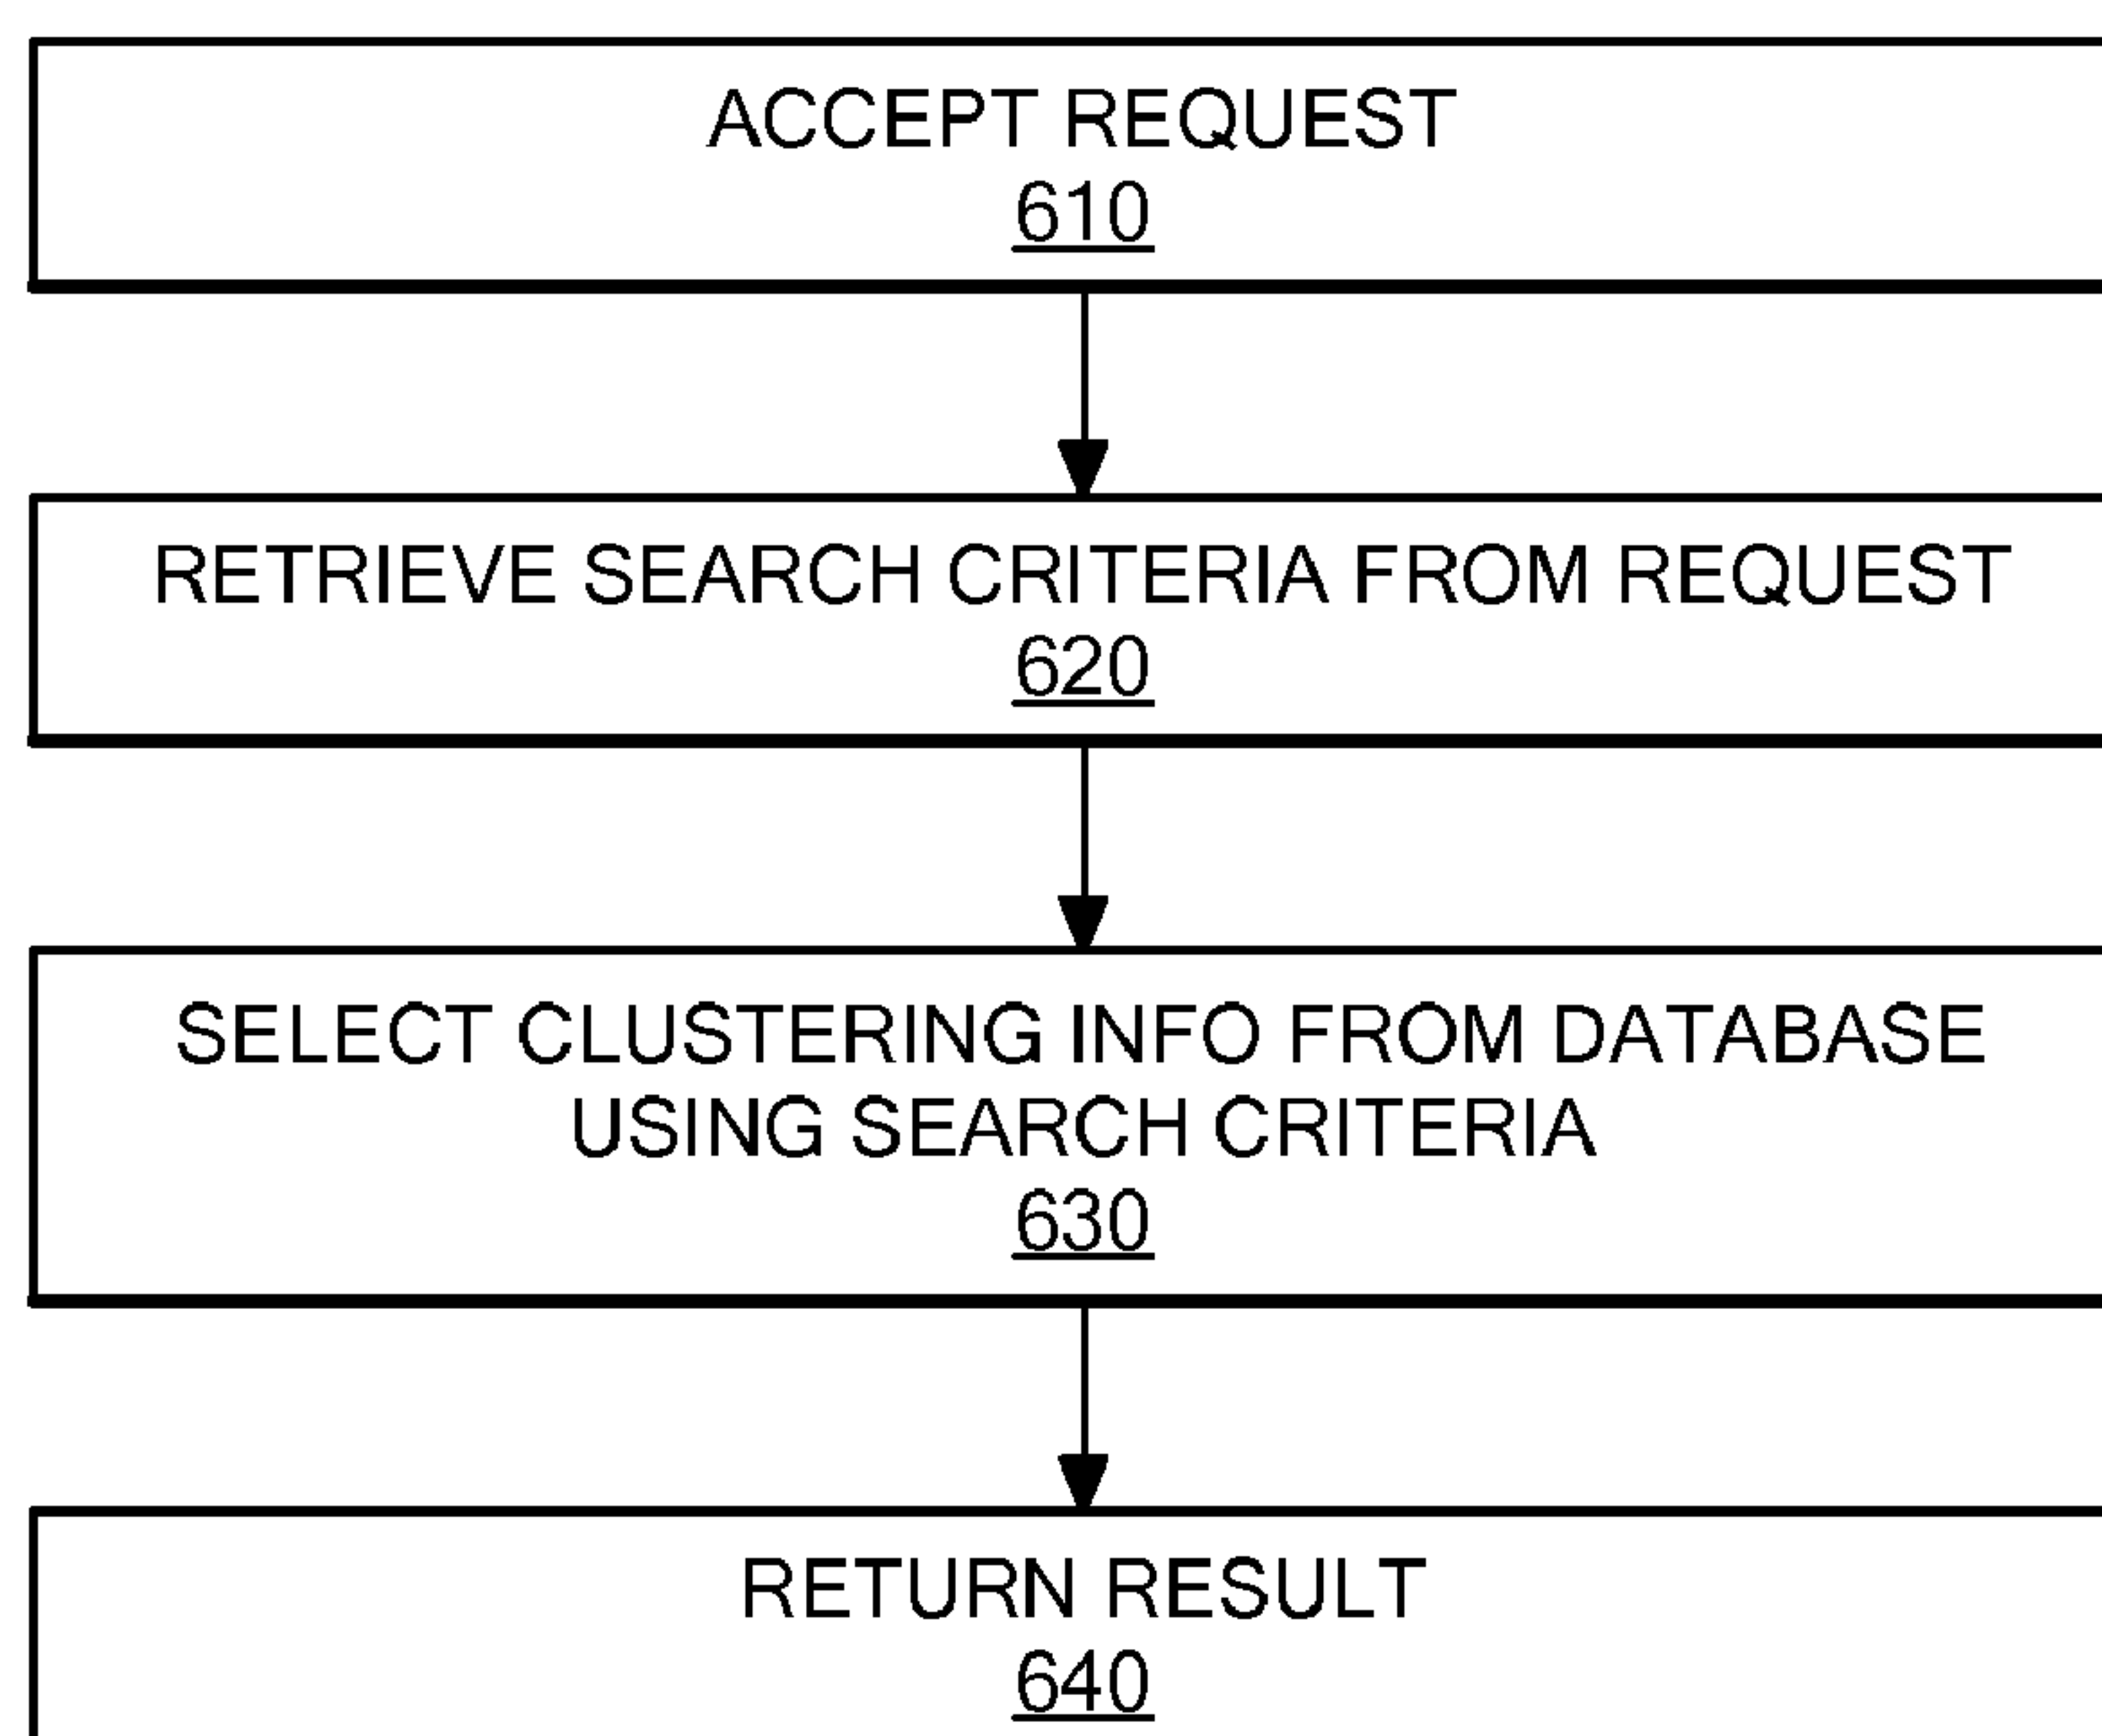 ACCEPT REQUEST
610
RETRIEVE SEARCH CRITERIA FROM REQUEST
620
SELECT CLUSTERING INFO FROM DATABASE
USING SEARCH CRITERIA
630
RETURN RESULT
640